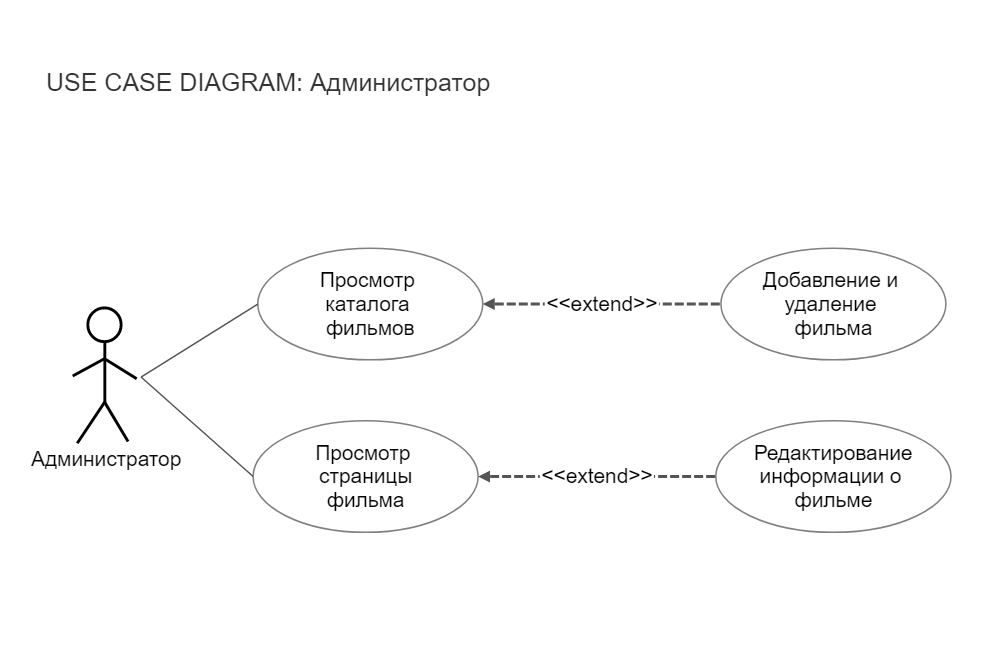 USE CASE DIAGRAM: Администратор
Просмотр
каталога
фильмов
<<extend>>
Добавление и
удаление
фильма
Администратор
Просмотр
страницы
фильма
<<extend>>
Редактирование
информации о
фильме